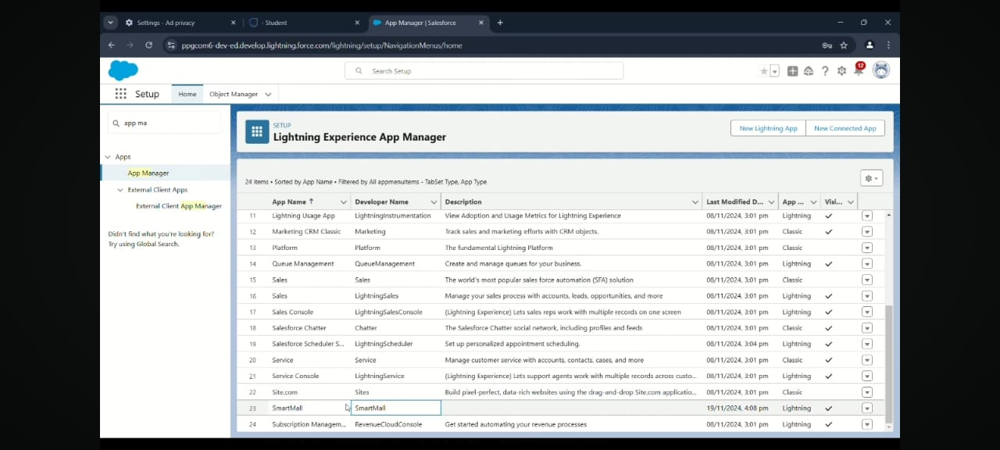 Settings - Ad privacy
- Student
App Manager | Salesforce
ppgcom6-dev-ed.develop.lightning.force.com/lightning/setup/NavigationMenus/home
Search Setup
12
Setup
Home
Object Manager
app ma
Apps
App Manager
External Client Apps
External Client App Manager
Didn't find what you're looking for?
Try using Global Search.
SETUP
Lightning Experience App Manager
New Lightning App
New Connected App
24 items • Sorted by App Name • Filtered by All appmenuitems - TabSet Type, App Type
App Name ↑ Developer Name Description Last Modified D... App ... Visi...
11 Lightning Usage App LightningInstrumentation View Adoption and Usage Metrics for Lightning Experience 08/11/2024, 3:01 pm Lightning ✓
12 Marketing CRM Classic Marketing Track sales and marketing efforts with CRM objects. 08/11/2024, 3:01 pm Classic ✓
13 Platform Platform The fundamental Lightning Platform 08/11/2024, 3:01 pm Classic
14 Queue Management QueueManagement Create and manage queues for your business. 08/11/2024, 3:01 pm Lightning ✓
15 Sales Sales The world's most popular sales force automation (SFA) solution 08/11/2024, 3:01 pm Classic
16 Sales LightningSales Manage your sales process with accounts, leads, opportunities, and more 08/11/2024, 3:01 pm Lightning ✓
17 Sales Console LightningSalesConsole (Lightning Experience) Lets sales reps work with multiple records on one screen 08/11/2024, 3:01 pm Lightning ✓
18 Salesforce Chatter Chatter The Salesforce Chatter social network, including profiles and feeds 08/11/2024, 3:01 pm Classic ✓
19 Salesforce Scheduler S... LightningScheduler Set up personalized appointment scheduling. 08/11/2024, 3:04 pm Lightning ✓
20 Service Service Manage customer service with accounts, contacts, cases, and more 08/11/2024, 3:01 pm Classic ✓
21 Service Console LightningService (Lightning Experience) Lets support agents work with multiple records across custo... 08/11/2024, 3:01 pm Lightning ✓
22 Site.com Sites Build pixel-perfect, data-rich websites using the drag-and-drop Site.com applicatio... 08/11/2024, 3:01 pm Classic
23 SmartMall SmartMall 19/11/2024, 4:08 pm Lightning ✓
24 Subscription Managem... RevenueCloudConsole Get started automating your revenue processes 08/11/2024, 3:01 pm Lightning ✓